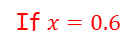 If x = 0.6